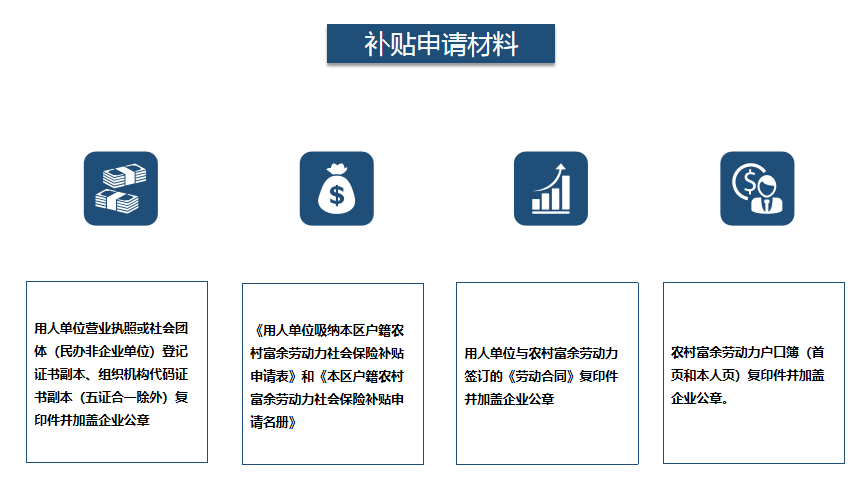 补贴申请材料
用人单位营业执照或社会团
体（民办非企业单位）登记
证书副本、组织机构代码证
书副本（五证合一除外）复
印件并加盖企业公章
《用人单位吸纳本区户籍农
村富余劳动力社会保险补贴
申请表》和《本区户籍农村
富余劳动力社会保险补贴申
请名册》
用人单位与农村富余劳动力
签订的《劳动合同》复印件
并加盖企业公章
农村富余劳动力户口簿（首
页和本人页）复印件并加盖
企业公章。